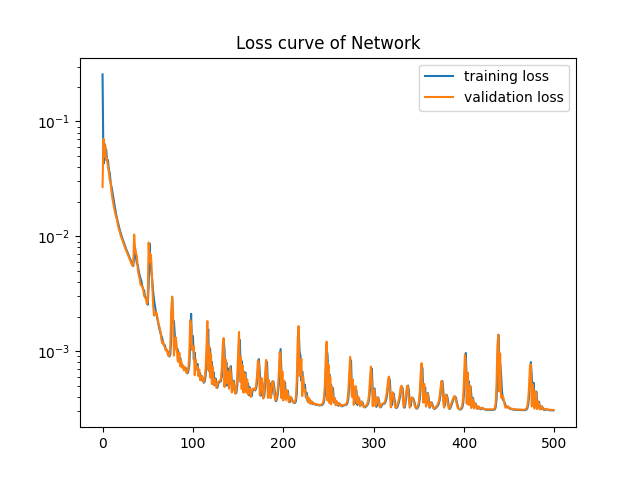 Loss curve of Network
training loss
validation loss
10⁻¹
10⁻²
10⁻³
0 100 200 300 400 500